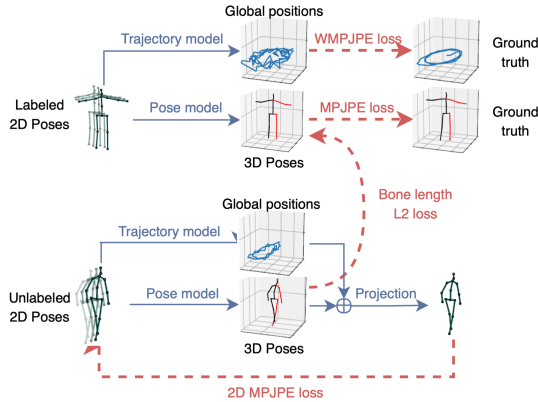 Global positions
Trajectory model
WMPJPE loss
Ground
truth
Labeled
2D Poses
Pose model
MPJPE loss
Ground
truth
3D Poses
Bone length
L2 loss
Global positions
Trajectory model
Unlabeled
2D Poses
Pose model
Projection
3D Poses
2D MPJPE loss